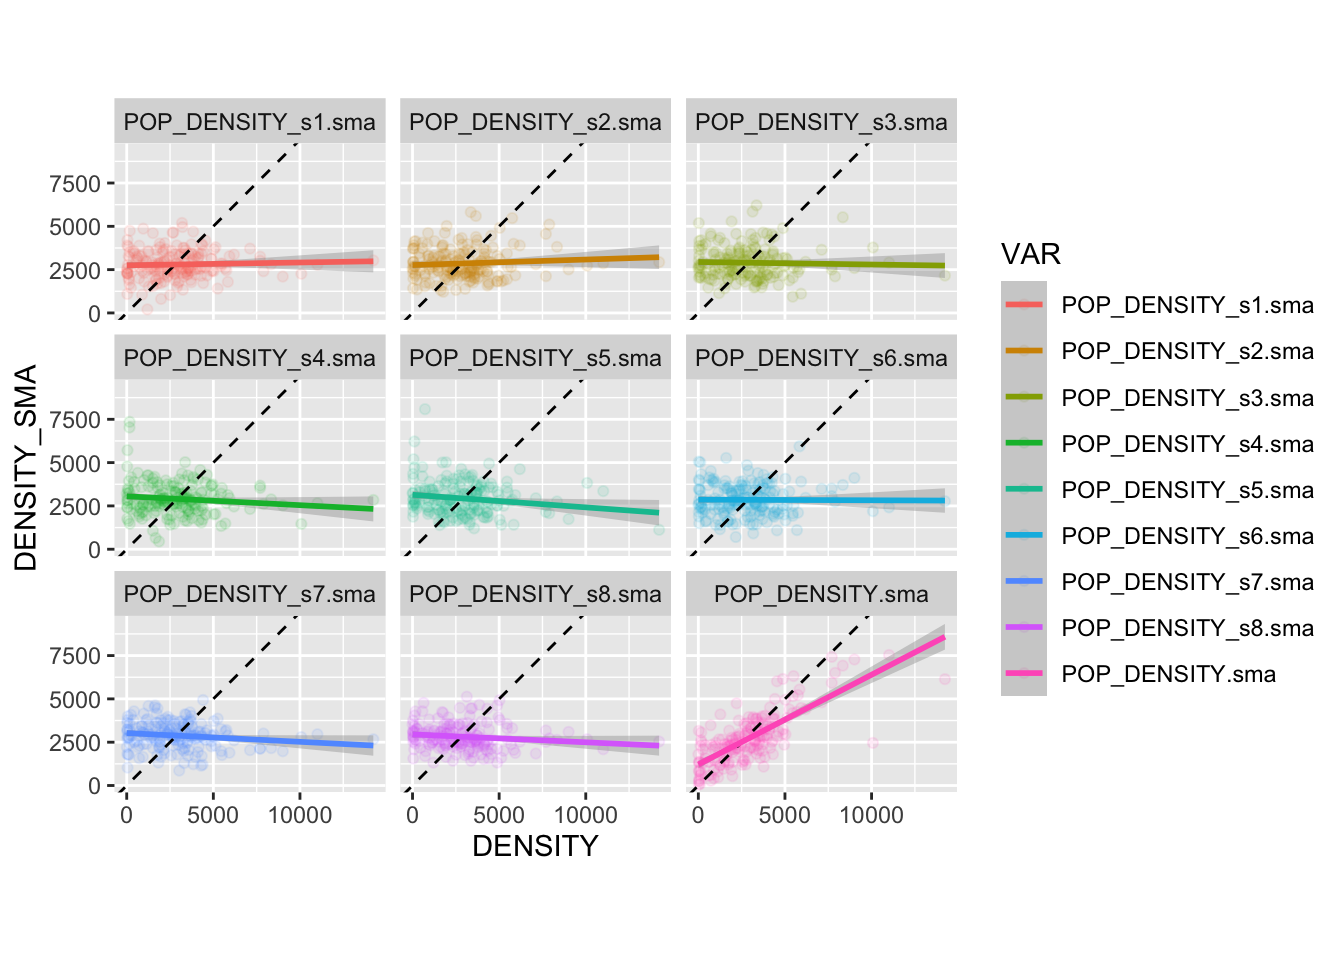 POP_DENSITY_s1.sma
POP_DENSITY_s2.sma
POP_DENSITY_s3.sma
7500
5000
2500
0
POP_DENSITY_s4.sma
POP_DENSITY_s5.sma
POP_DENSITY_s6.sma
7500
5000
2500
0
POP_DENSITY_s7.sma
POP_DENSITY_s8.sma
POP_DENSITY.sma
7500
5000
2500
0
0 5000 10000
0 5000 10000
0 5000 10000
DENSITY
DENSITY_SMA
VAR
POP_DENSITY_s1.sma
POP_DENSITY_s2.sma
POP_DENSITY_s3.sma
POP_DENSITY_s4.sma
POP_DENSITY_s5.sma
POP_DENSITY_s6.sma
POP_DENSITY_s7.sma
POP_DENSITY_s8.sma
POP_DENSITY.sma